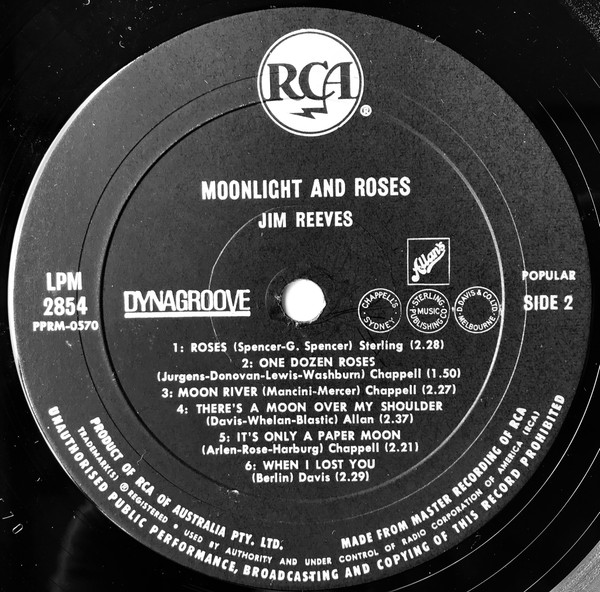 RCA
®
MOONLIGHT AND ROSES
JIM REEVES
Allan's
LPM
2854
PPRM-0570
DYNAGROOVE
CHAPPELL'S SYDNEY
STERLING MUSIC PUBLISHING CO.
D. DAVIS & CO. LTD. MELBOURNE
POPULAR
SIDE 2
1: ROSES (Spencer-G. Spencer) Sterling (2.28)
2: ONE DOZEN ROSES
(Jurgens-Donovan-Lewis-Washburn) Chappell (1.50)
3: MOON RIVER (Mancini-Mercer) Chappell (2.27)
4: THERE'S A MOON OVER MY SHOULDER
(Davis-Whelan-Blastic) Allan (2.37)
5: IT'S ONLY A PAPER MOON
(Arlen-Rose-Harburg) Chappell (2.21)
6: WHEN I LOST YOU
(Berlin) Davis (2.29)
PRODUCT OF RCA OF AUSTRALIA PTY. LTD. MADE FROM MASTER RECORDING OF RCA
TRADEMARK(S) ® REGISTERED • USED BY AUTHORITY AND UNDER CONTROL OF RADIO CORPORATION OF AMERICA (RCA)
UNAUTHORISED PUBLIC PERFORMANCE, BROADCASTING AND COPYING OF THIS RECORD PROHIBITED
70